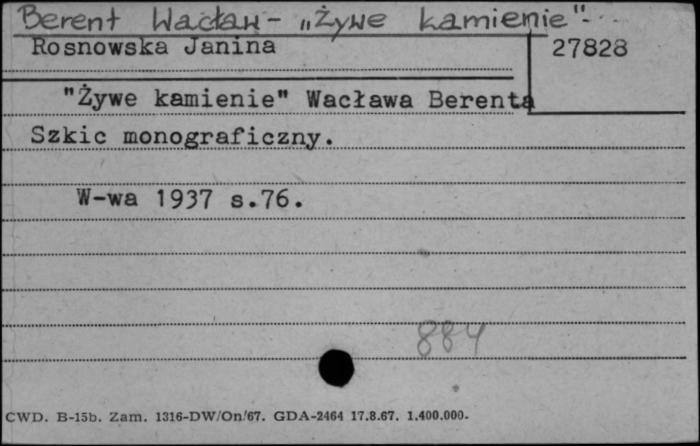 Berent Wacław - „Żywe kamienie"
Rosnowska Janina 27828
"Żywe kamienie" Wacława Berenta
Szkic monograficzny.
W-wa 1937 s.76.
884
CWD. B-15b. Zam. 1316-DW/On/67. GDA-2464 17.8.67. 1.400.000.